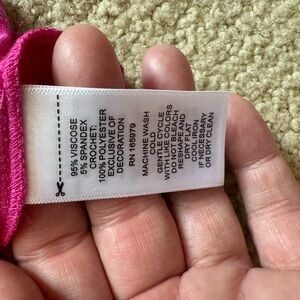 95% VISCOSE
5% SPANDEX
CROCHET:
100% POLYESTER
EXCLUSIVE OF
DECORATION
RN 165979
MACHINE WASH
COLD
GENTLE CYCLE
WITH LIKE COLORS
DO NOT BLEACH
RESHAPE AND
DRY FLAT
COOL IRON
IF NECESSARY
OR DRY CLEAN